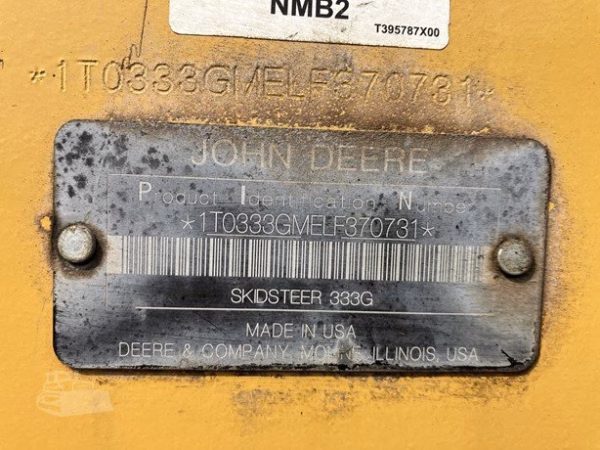 NMB2
T395787X00
*1T0333GMELF370731*
JOHN DEERE
Product Identification Number
*1T0333GMELF370731*
SKIDSTEER 333G
MADE IN USA
DEERE & COMPANY MOLINE, ILLINOIS, USA